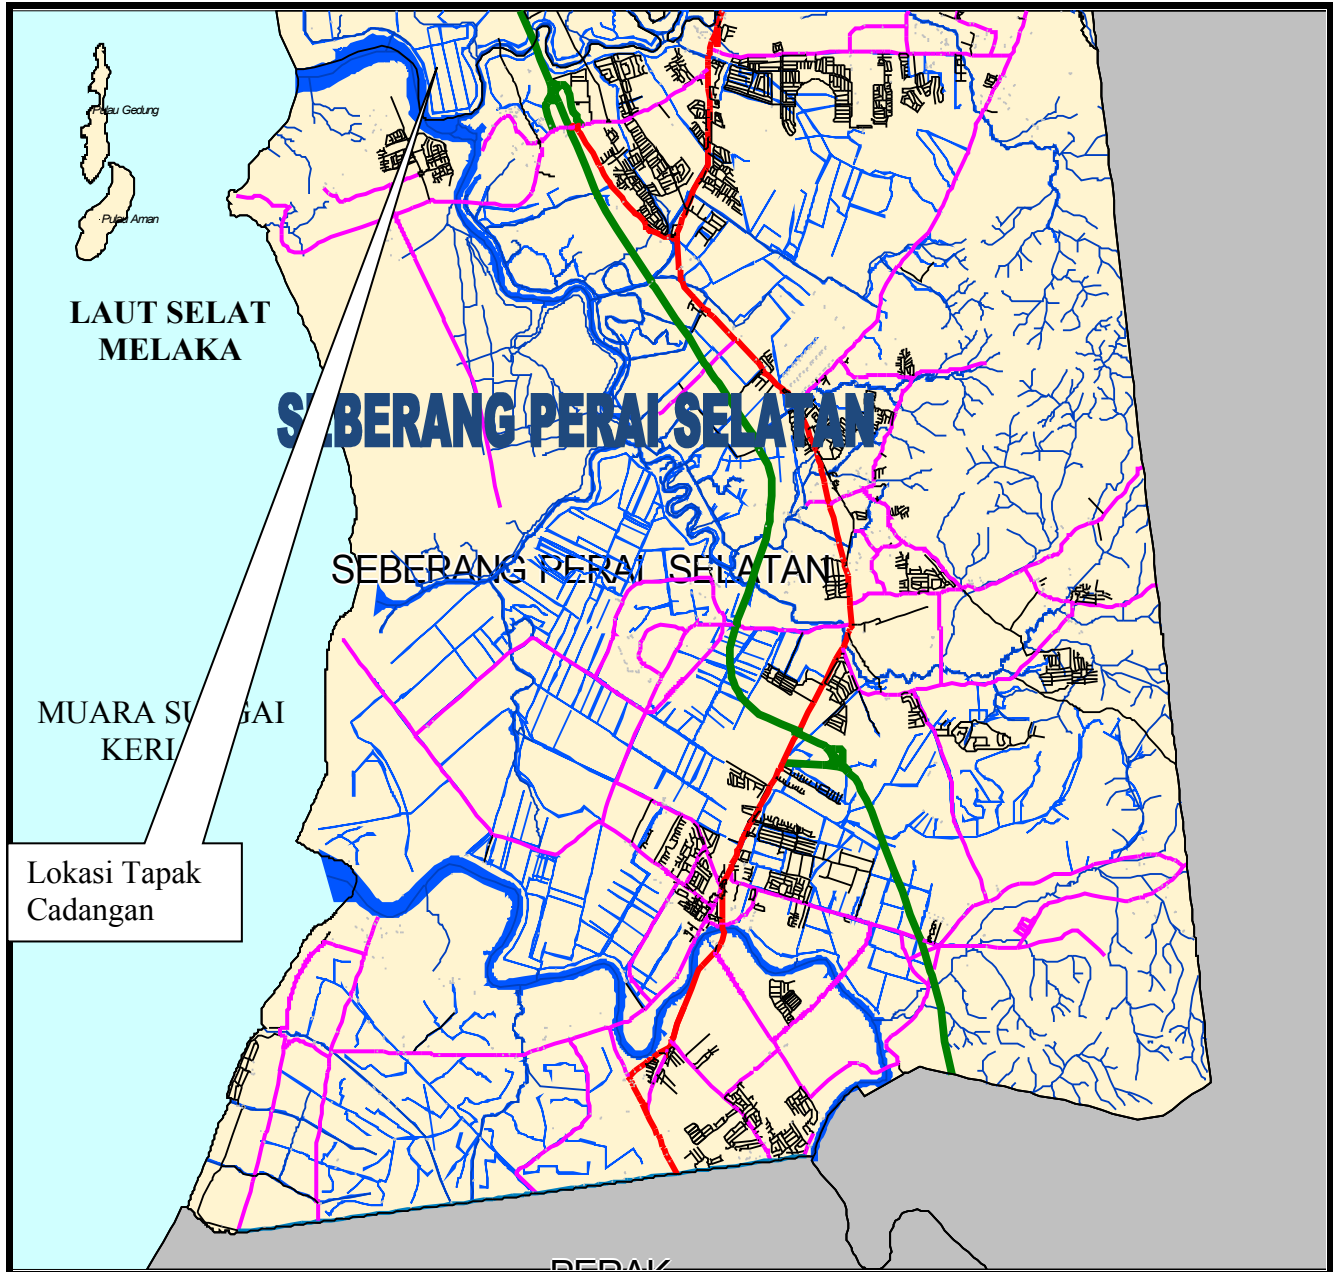 Pulau Gedung
Pulau Aman
LAUT SELAT
MELAKA
SEBERANG PERAI SELATAN
SEBERANG PERAI SELATAN
MUARA SU GAI
KERI
Lokasi Tapak
Cadangan
PERAK